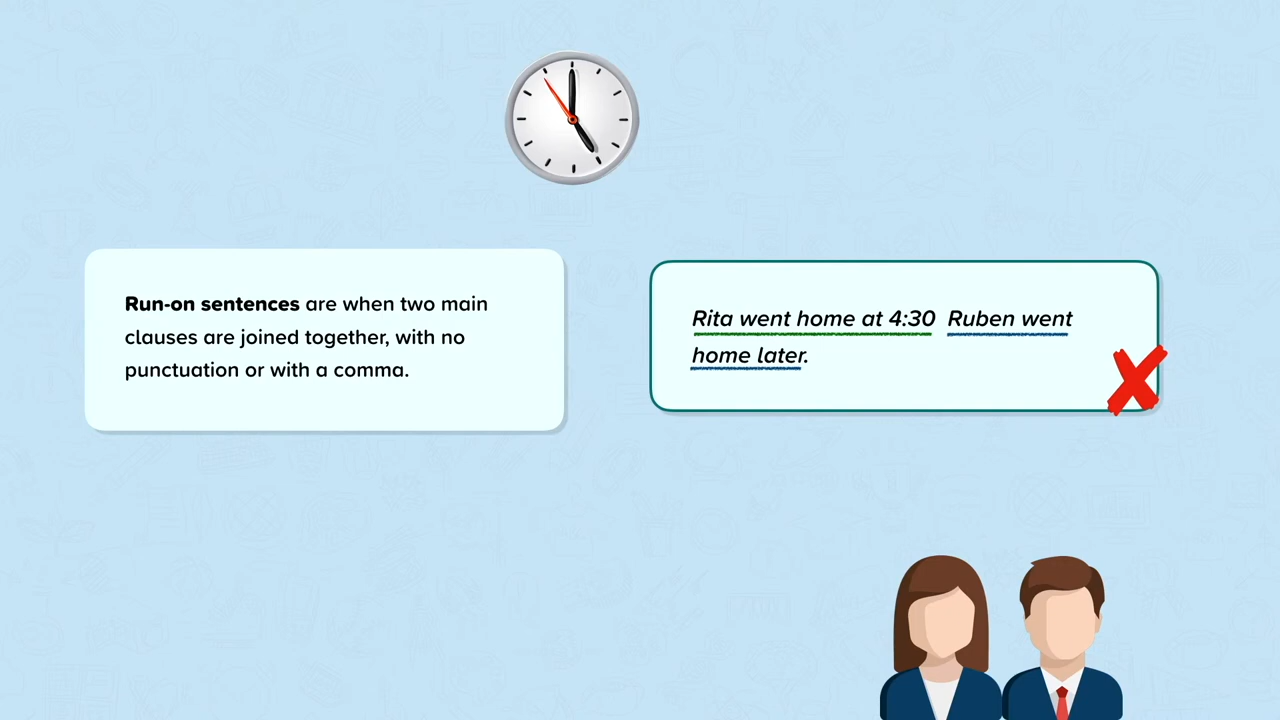 Run-on sentences are when two main
clauses are joined together, with no
punctuation or with a comma.
Rita went home at 4:30 Ruben went
home later.